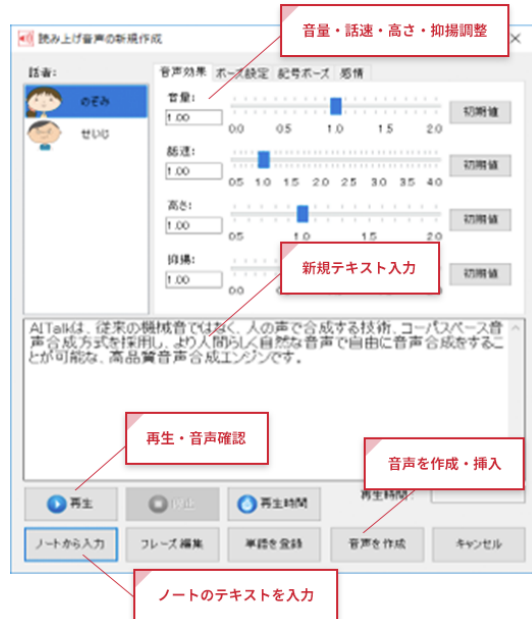 読み上げ音声の新規作成
音量・話速・高さ・抑揚調整
話者:
音声効果 ポーズ設定 記号ポーズ 感情
のぞみ
せいじ
音量:
1.00
0.0 0.5 1.0 1.5 2.0
初期値
話速:
1.00
0.5 1.0 1.5 2.0 2.5 3.0 3.5 4.0
初期値
高さ:
1.00
0.5 1.0 1.5 2.0
初期値
抑揚:
1.00
0.0
初期値
新規テキスト入力
AITalkは、従来の機械音ではなく、人の声で合成する技術、コーパスベース音
声合成方式を採用し、より人間らしく自然な音声で自由に音声合成をするこ
とが可能な、高品質音声合成エンジンです。
再生・音声確認
音声を作成・挿入
再生
停止
再生時間
再生時間:
ノートから入力
フレーズ編集
単語を登録
音声を作成
キャンセル
ノートのテキストを入力